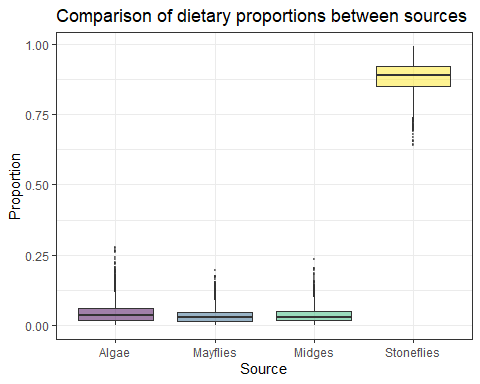 Comparison of dietary proportions between sources
1.00
0.75
0.50
0.25
0.00
Proportion
Algae Mayflies Midges Stoneflies
Source